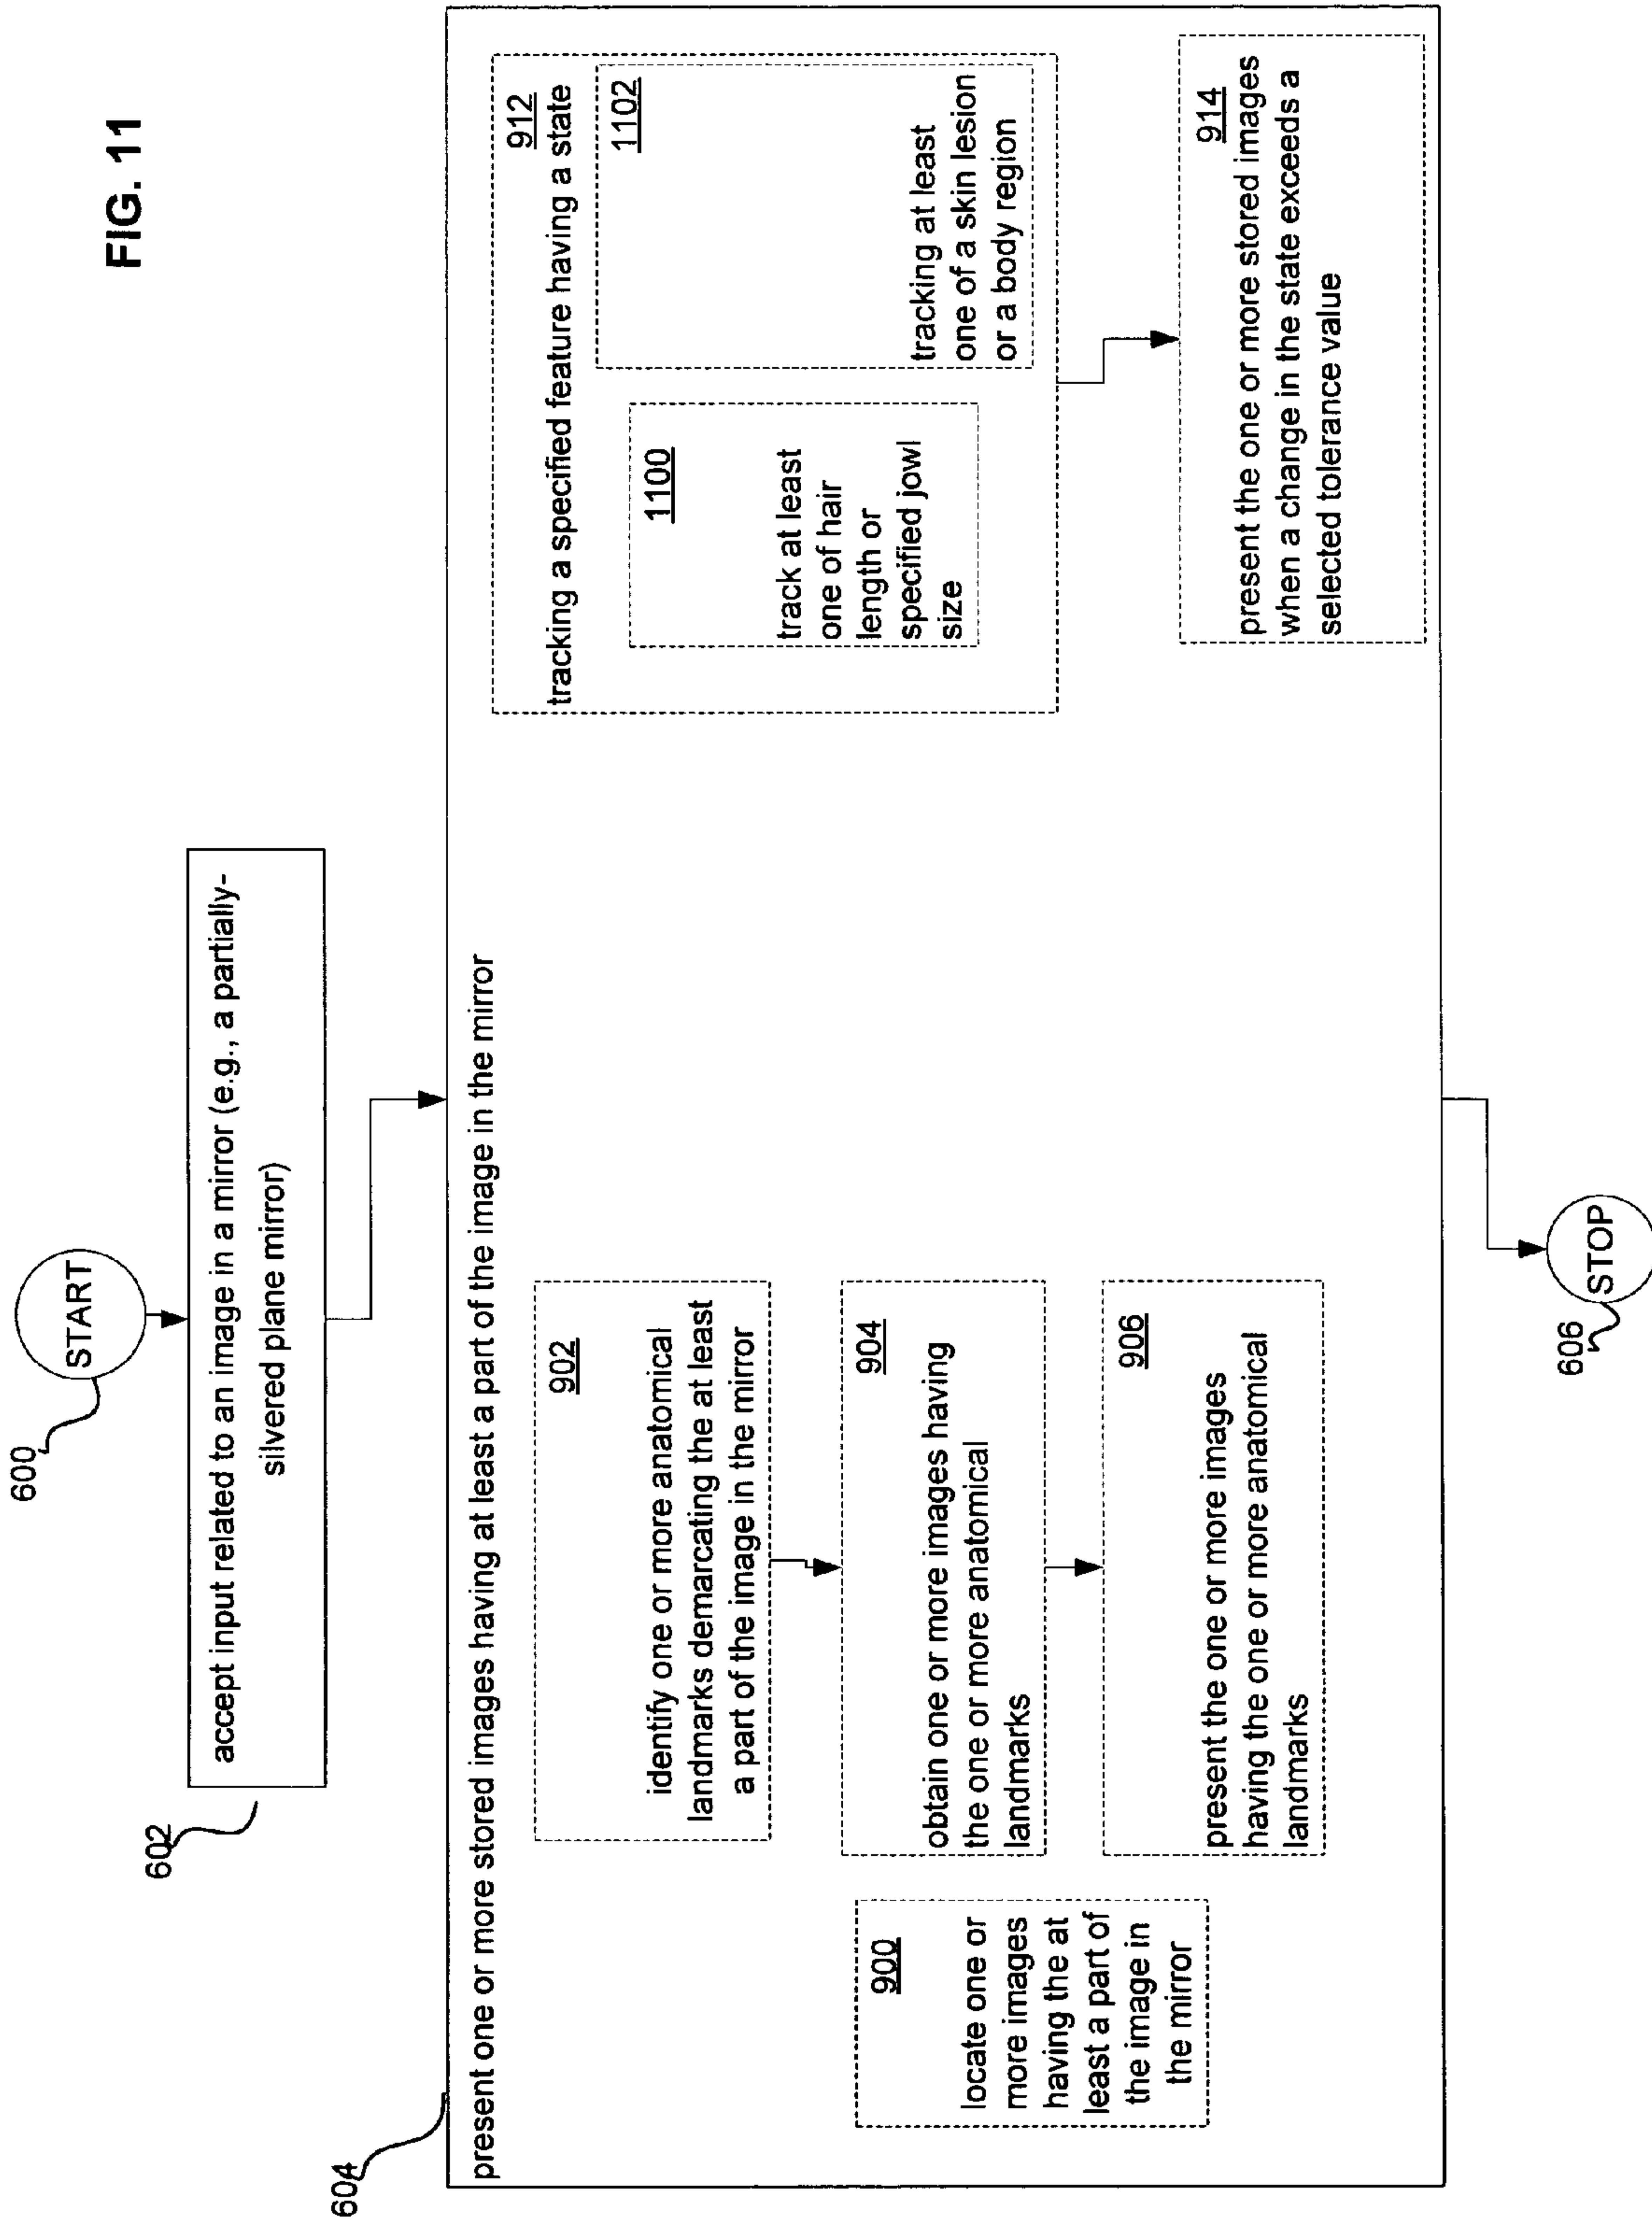 FIG. 11
600
START
602
accept input related to an image in a mirror (e.g., a partially-
silvered plane mirror)
604
present one or more stored images having at least a part of the image in the mirror
900
locate one or
more images
having the at
least a part of
the image in
the mirror
902
identify one or more anatomical
landmarks demarcating the at least
a part of the image in the mirror
904
obtain one or more images having
the one or more anatomical
landmarks
906
present the one or more images
having the one or more anatomical
landmarks
912
tracking a specified feature having a state
1100
track at least
one of hair
length or
specified jowl
size
1102
tracking at least
one of a skin lesion
or a body region
914
present the one or more stored images
when a change in the state exceeds a
selected tolerance value
606
STOP